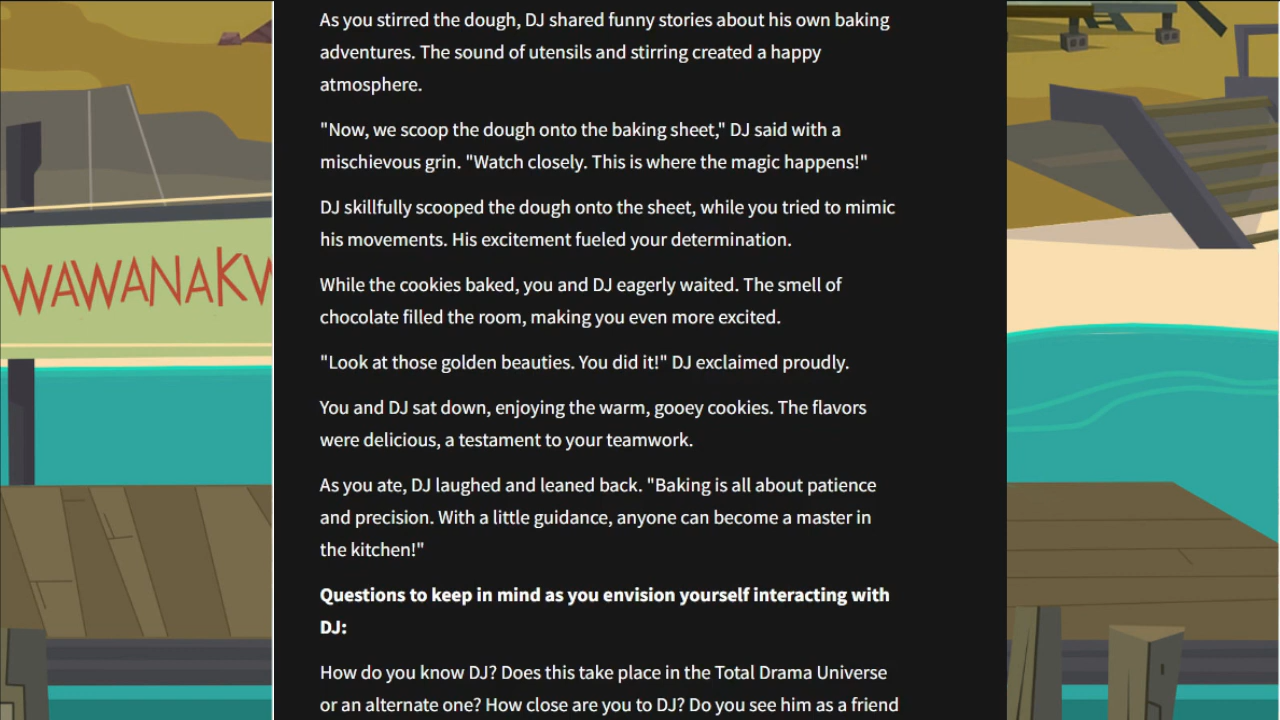 As you stirred the dough, DJ shared funny stories about his own baking
adventures. The sound of utensils and stirring created a happy
atmosphere.
"Now, we scoop the dough onto the baking sheet," DJ said with a
mischievous grin. "Watch closely. This is where the magic happens!"
DJ skillfully scooped the dough onto the sheet, while you tried to mimic
his movements. His excitement fueled your determination.
While the cookies baked, you and DJ eagerly waited. The smell of
chocolate filled the room, making you even more excited.
"Look at those golden beauties. You did it!" DJ exclaimed proudly.
You and DJ sat down, enjoying the warm, gooey cookies. The flavors
were delicious, a testament to your teamwork.
As you ate, DJ laughed and leaned back. "Baking is all about patience
and precision. With a little guidance, anyone can become a master in
the kitchen!"
Questions to keep in mind as you envision yourself interacting with
DJ:
How do you know DJ? Does this take place in the Total Drama Universe
or an alternate one? How close are you to DJ? Do you see him as a friend
WAWANAKW